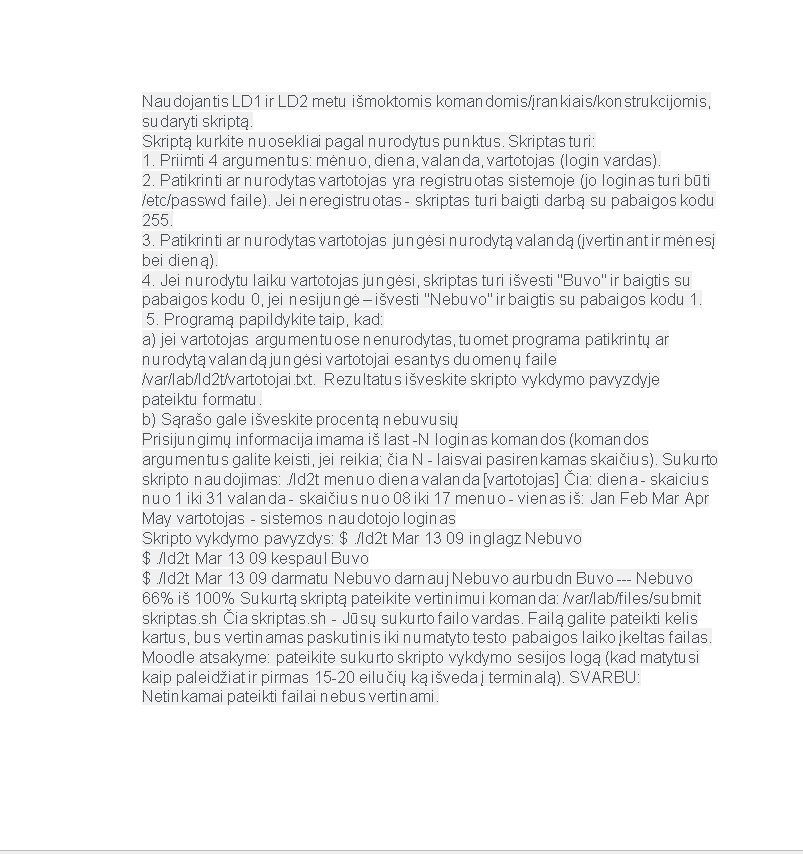 Naudojantis LD1 ir LD2 metu išmoktomis komandomis/įrankiais/konstrukcijomis,
sudaryti skriptą.
Skriptą kurkite nuosekliai pagal nurodytus punktus. Skriptas turi:
1. Priimti 4 argumentus: mėnuo, diena, valanda, vartotojas (login vardas).
2. Patikrinti ar nurodytas vartotojas yra registruotas sistemoje (jo loginas turi būti
/etc/passwd faile). Jei neregistruotas - skriptas turi baigti darbą su pabaigos kodu
255.
3. Patikrinti ar nurodytas vartotojas jungėsi nurodytą valandą (įvertinant ir mėnesį
bei dieną).
4. Jei nurodytu laiku vartotojas jungėsi, skriptas turi išvesti "Buvo" ir baigtis su
pabaigos kodu 0, jei nesijungė – išvesti "Nebuvo" ir baigtis su pabaigos kodu 1.
5. Programą papildykite taip, kad:
a) jei vartotojas argumentuose nenurodytas, tuomet programa patikrintų ar
nurodytą valandą jungėsi vartotojai esantys duomenų faile
/var/lab/ld2t/vartotojai.txt. Rezultatus išveskite skripto vykdymo pavyzdyje
pateiktu formatu.
b) Sąrašo gale išveskite procentą nebuvusių
Prisijungimų informacija imama iš last -N loginas komandos (komandos
argumentus galite keisti, jei reikia; čia N - laisvai pasirenkamas skaičius). Sukurto
skripto naudojimas: ./ld2t menuo diena valanda [vartotojas] Čia: diena - skaicius
nuo 1 iki 31 valanda - skaičius nuo 08 iki 17 menuo - vienas iš: Jan Feb Mar Apr
May vartotojas - sistemos naudotojo loginas
Skripto vykdymo pavyzdys: $ ./ld2t Mar 13 09 inglagz Nebuvo
$ ./ld2t Mar 13 09 kespaul Buvo
$ ./ld2t Mar 13 09 darmatu Nebuvo darnauj Nebuvo aurbudn Buvo --- Nebuvo
66% iš 100% Sukurtą skriptą pateikite vertinimui komanda: /var/lab/files/submit
skriptas.sh Čia skriptas.sh - Jūsų sukurto failo vardas. Failą galite pateikti kelis
kartus, bus vertinamas paskutinis iki numatyto testo pabaigos laiko įkeltas failas.
Moodle atsakyme: pateikite sukurto skripto vykdymo sesijos logą (kad matytusi
kaip paleidžiat ir pirmas 15-20 eilučių ką išveda į terminalą). SVARBU:
Netinkamai pateikti failai nebus vertinami.